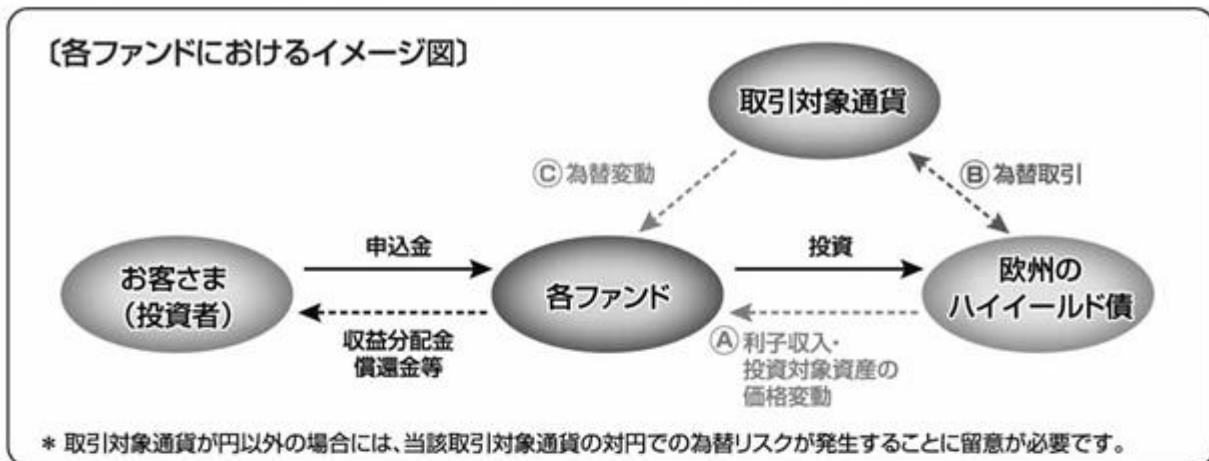 〔各ファンドにおけるイメージ図〕
取引対象通貨
Ⓒ為替変動
Ⓑ為替取引
申込金
投資
お客さま
（投資者）
各ファンド
欧州の
ハイイールド債
収益分配金
償還金等
Ⓐ利子収入・
投資対象資産の
価格変動
* 取引対象通貨が円以外の場合には、当該取引対象通貨の対円での為替リスクが発生することに留意が必要です。